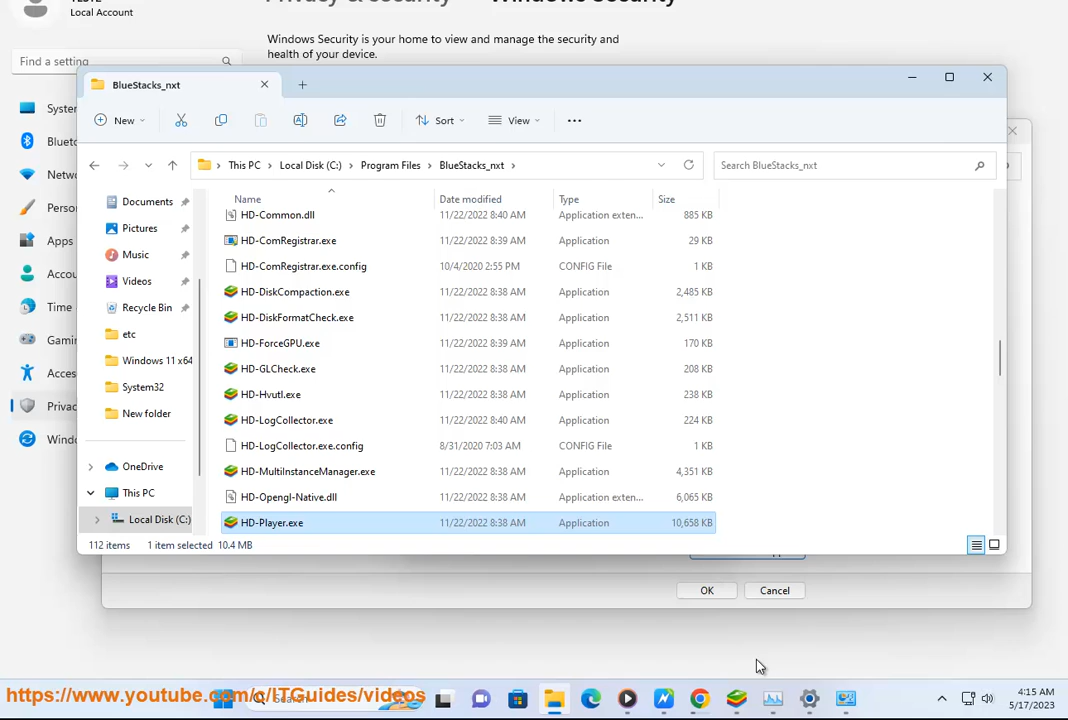 Local Account
Windows Security is your home to view and manage the security and
health of your device.
Find a setting
BlueStacks_nxt
New
Sort
View
This PC > Local Disk (C:) > Program Files > BlueStacks_nxt >
Search BlueStacks_nxt
Name Date modified Type Size
HD-Common.dll 11/22/2022 8:40 AM Application exten... 885 KB
HD-ComRegistrar.exe 11/22/2022 8:39 AM Application 29 KB
HD-ComRegistrar.exe.config 10/4/2020 2:55 PM CONFIG File 1 KB
HD-DiskCompaction.exe 11/22/2022 8:38 AM Application 2,485 KB
HD-DiskFormatCheck.exe 11/22/2022 8:38 AM Application 2,511 KB
HD-ForceGPU.exe 11/22/2022 8:39 AM Application 170 KB
HD-GLCheck.exe 11/22/2022 8:38 AM Application 208 KB
HD-Hvutl.exe 11/22/2022 8:38 AM Application 238 KB
HD-LogCollector.exe 11/22/2022 8:40 AM Application 224 KB
HD-LogCollector.exe.config 8/31/2020 7:03 AM CONFIG File 1 KB
HD-MultiInstanceManager.exe 11/22/2022 8:38 AM Application 4,351 KB
HD-Opengl-Native.dll 11/22/2022 8:38 AM Application exten... 6,065 KB
HD-Player.exe 11/22/2022 8:38 AM Application 10,658 KB
Documents
Pictures
Music
Videos
Recycle Bin
etc
Windows 11 x64
System32
New folder
OneDrive
This PC
Local Disk (C:)
112 items 1 item selected 10.4 MB
Syste
Bluet
Netw
Perso
Apps
Accou
Time
Gami
Acces
Privac
Windo
OK
Cancel
https://www.youtube.com/c/ITGuides/videos
Search
4:15 AM
5/17/2023